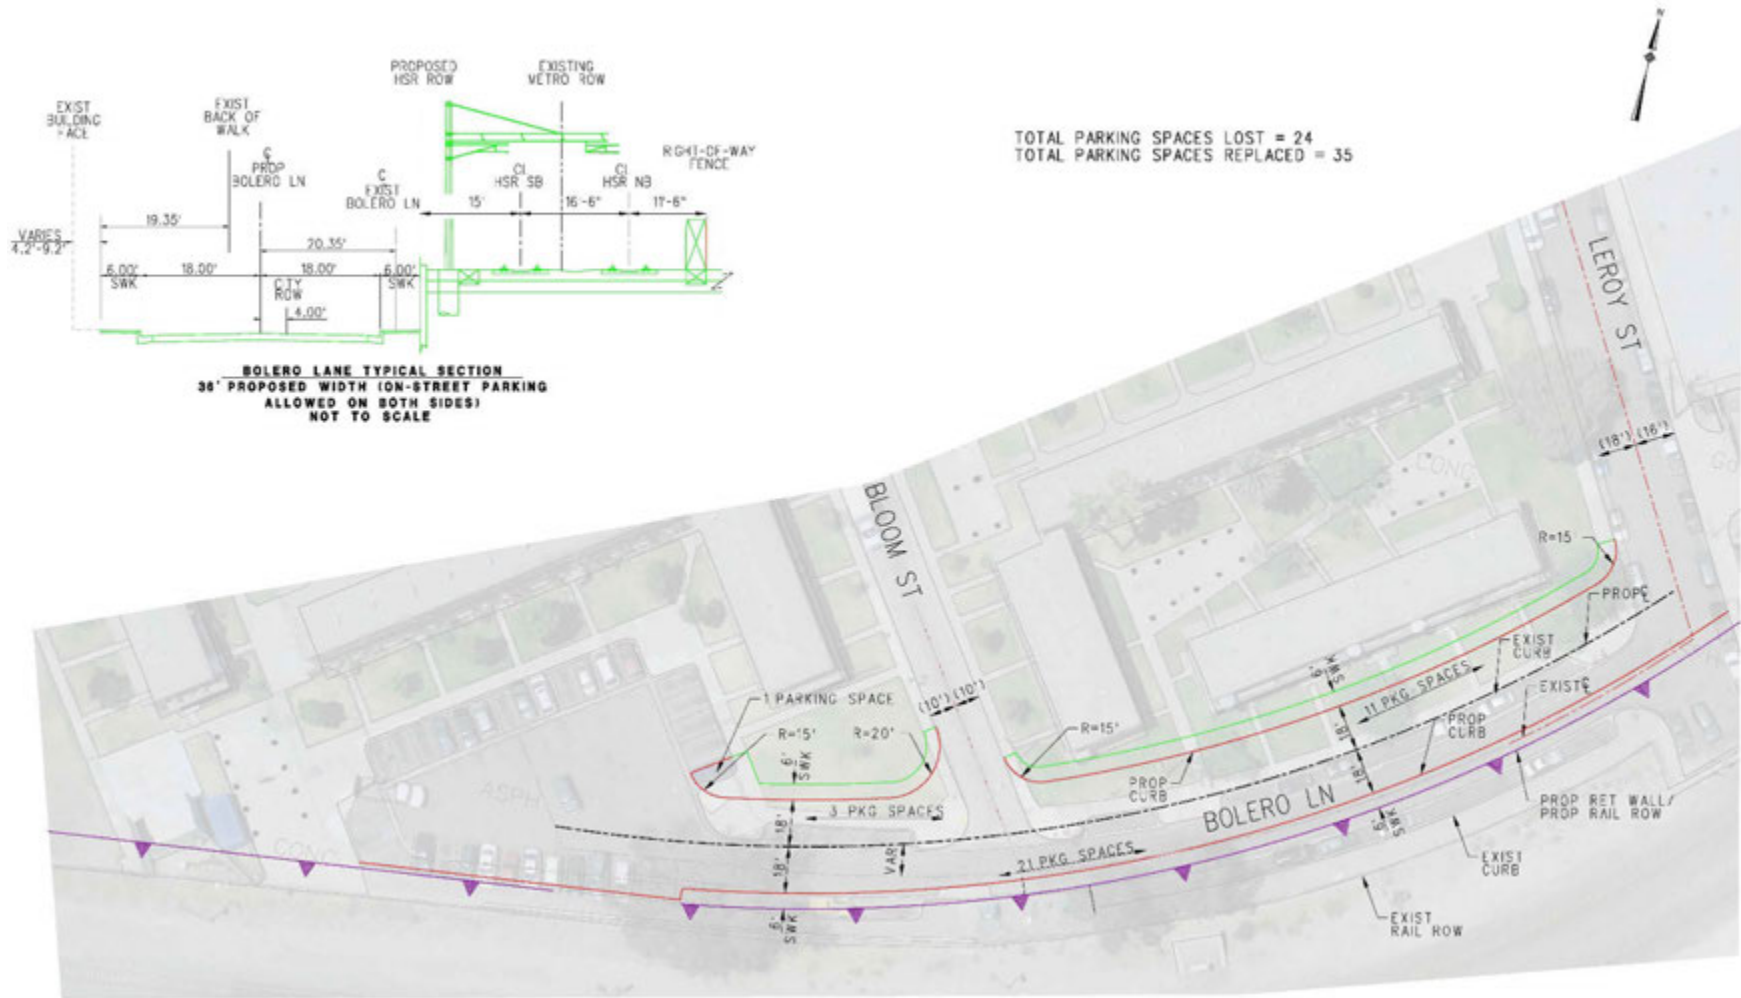 N
TOTAL PARKING SPACES LOST = 24
TOTAL PARKING SPACES REPLACED = 35
EXIST
BUILDING
FACE
EXIST
BACK OF
WALK
PROPOSED
HSR ROW
EXISTING
METRO ROW
RIGHT-OF-WAY
FENCE
℄
PROP
BOLERO LN
℄
EXIST
BOLERO LN
HSR SB
HSR NB
15'
16'-6"
11'-6"
19.35'
20.35'
VARIES
4.2'-9.2'
6.00'
SWK
18.00'
18.00'
6.00'
SWK
CITY
ROW
4.00'
BOLERO LANE TYPICAL SECTION
36' PROPOSED WIDTH (ON-STREET PARKING
ALLOWED ON BOTH SIDES)
NOT TO SCALE
LEROY ST
(18') (16')
CONC
BLOOM ST
R=15
PROP ℄
EXIST
CURB
6'
SWK
11 PKG SPACES
EXIST ℄
1 PARKING SPACE
(10') (10')
R=15'
R=20'
R=15'
PROP
CURB
18'
6'
SWK
PROP
CURB
18'
ASPH
3 PKG SPACES
BOLERO LN
PROP RET WALL/
PROP RAIL ROW
18'
6'
SWK
CONC
18'
VAR
21 PKG SPACES
EXIST
CURB
6'
SWK
EXIST
RAIL ROW